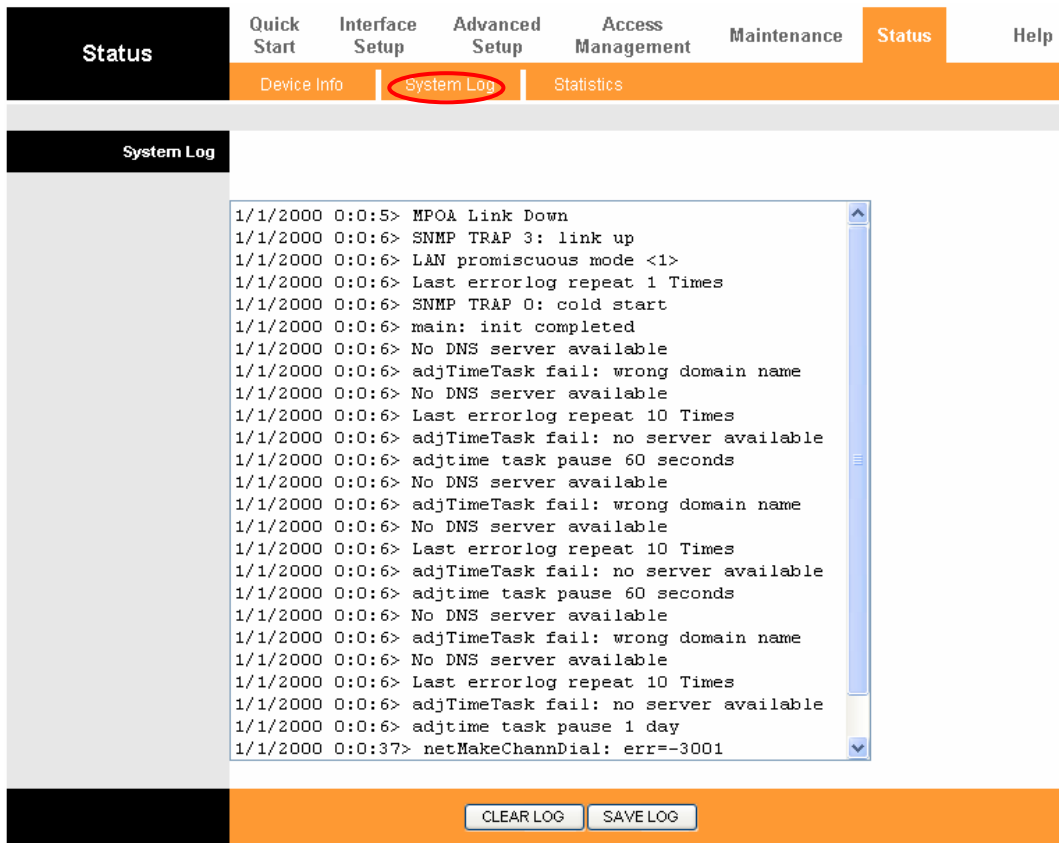 Status
Quick Start
Interface Setup
Advanced Setup
Access Management
Maintenance
Status
Help
Device Info
System Log
Statistics
System Log
1/1/2000 0:0:5> MPOA Link Down
1/1/2000 0:0:6> SNMP TRAP 3: link up
1/1/2000 0:0:6> LAN promiscuous mode <1>
1/1/2000 0:0:6> Last errorlog repeat 1 Times
1/1/2000 0:0:6> SNMP TRAP 0: cold start
1/1/2000 0:0:6> main: init completed
1/1/2000 0:0:6> No DNS server available
1/1/2000 0:0:6> adjTimeTask fail: wrong domain name
1/1/2000 0:0:6> No DNS server available
1/1/2000 0:0:6> Last errorlog repeat 10 Times
1/1/2000 0:0:6> adjTimeTask fail: no server available
1/1/2000 0:0:6> adjtime task pause 60 seconds
1/1/2000 0:0:6> No DNS server available
1/1/2000 0:0:6> adjTimeTask fail: wrong domain name
1/1/2000 0:0:6> No DNS server available
1/1/2000 0:0:6> Last errorlog repeat 10 Times
1/1/2000 0:0:6> adjTimeTask fail: no server available
1/1/2000 0:0:6> adjtime task pause 60 seconds
1/1/2000 0:0:6> No DNS server available
1/1/2000 0:0:6> adjTimeTask fail: wrong domain name
1/1/2000 0:0:6> No DNS server available
1/1/2000 0:0:6> Last errorlog repeat 10 Times
1/1/2000 0:0:6> adjTimeTask fail: no server available
1/1/2000 0:0:6> adjtime task pause 1 day
1/1/2000 0:0:37> netMakeChannDial: err=-3001
CLEAR LOG
SAVE LOG